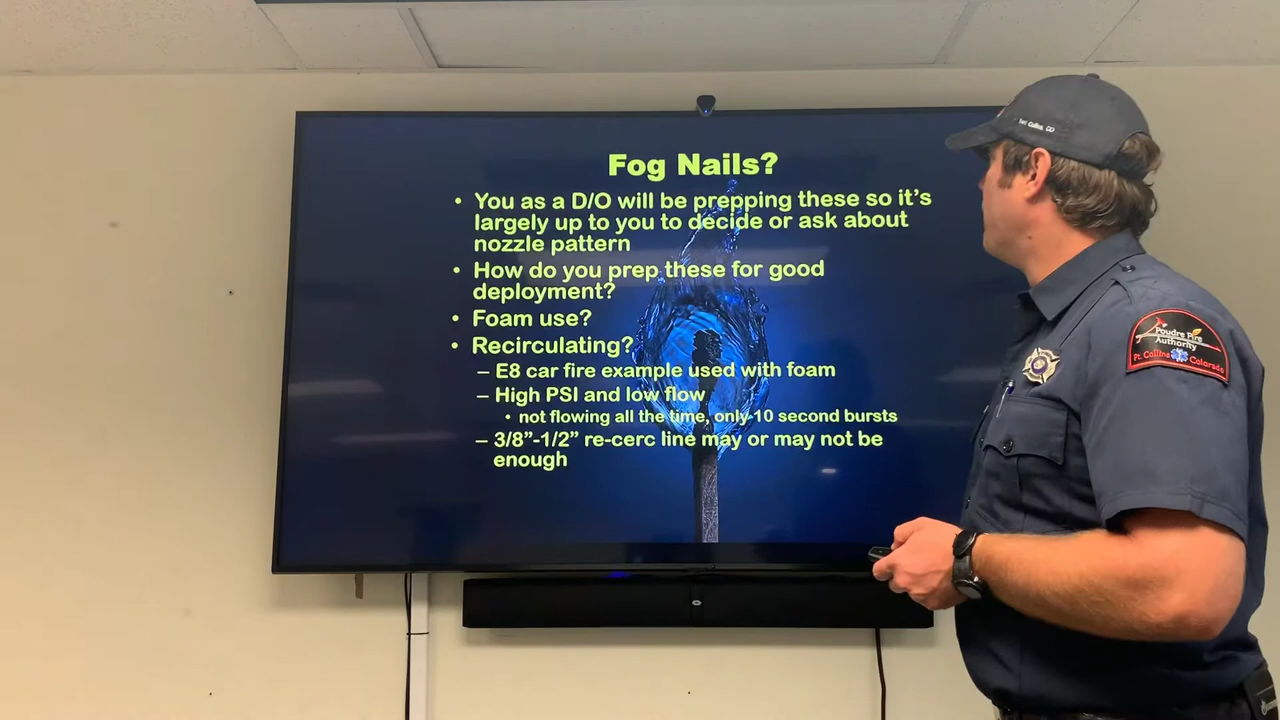 Fog Nails?
• You as a D/O will be prepping these so it's
largely up to you to decide or ask about
nozzle pattern
• How do you prep these for good
deployment?
• Foam use?
• Recirculating?
– E8 car fire example used with foam
– High PSI and low flow
• not flowing all the time, only 10 second bursts
– 3/8"-1/2" re-cerc line may or may not be
enough
Fort Collins, CO
Poudre Fire
Authority
Ft. Collins Colorado